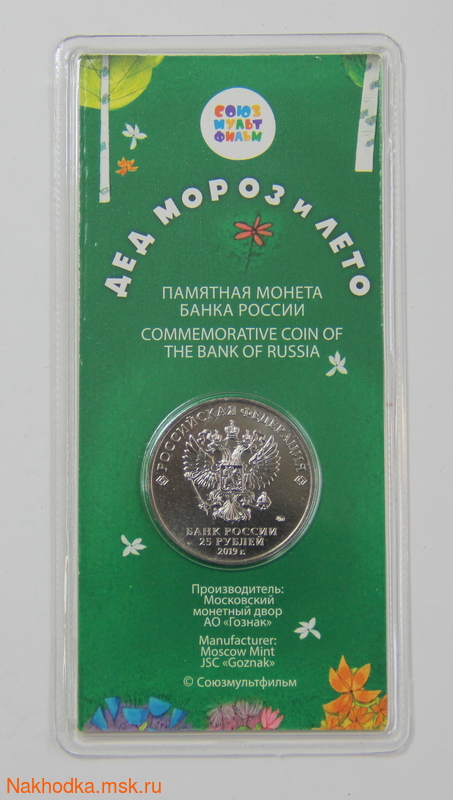 СОЮЗ
МУЛЬТ
ФИЛЬМ
ДЕД МОРОЗ И ЛЕТО
ПАМЯТНАЯ МОНЕТА
БАНКА РОССИИ
COMMEMORATIVE COIN OF
THE BANK OF RUSSIA
РОССИЙСКАЯ ФЕДЕРАЦИЯ
БАНК РОССИИ
25 РУБЛЕЙ
2019 г.
Производитель:
Московский
монетный двор
АО «Гознак»
Manufacturer:
Moscow Mint
JSC «Goznak»
© Союзмультфильм
Nakhodka.msk.ru